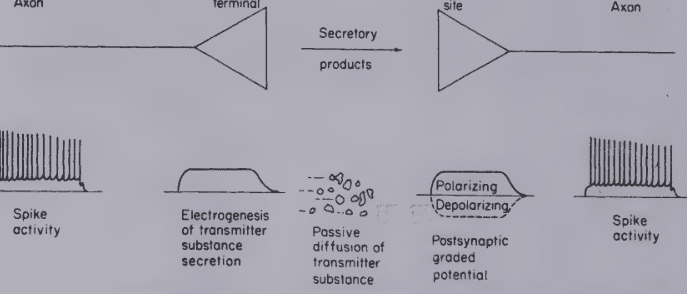 Axon
terminal
site
Axon
Secretory
products
Polarizing
Depolarizing
Spike
activity
Electrogenesis
of transmitter
substance
secretion
Passive
diffusion of
transmitter
substance
Postsynaptic
graded
potential
Spike
activity